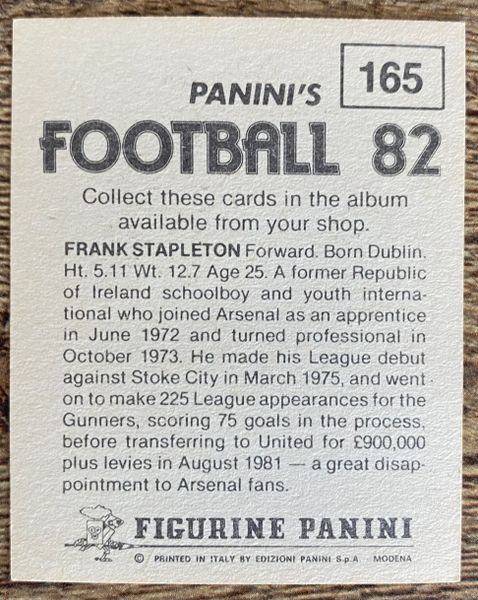 165
PANINI'S
FOOTBALL 82
Collect these cards in the album
available from your shop.
FRANK STAPLETON Forward. Born Dublin.
Ht. 5.11 Wt. 12.7 Age 25. A former Republic
of Ireland schoolboy and youth interna-
tional who joined Arsenal as an apprentice
in June 1972 and turned professional in
October 1973. He made his League debut
against Stoke City in March 1975, and went
on to make 225 League appearances for the
Gunners, scoring 75 goals in the process,
before transferring to United for £900,000
plus levies in August 1981 — a great disap-
pointment to Arsenal fans.
FIGURINE PANINI
© PRINTED IN ITALY BY EDIZIONI PANINI S.p.A. MODENA